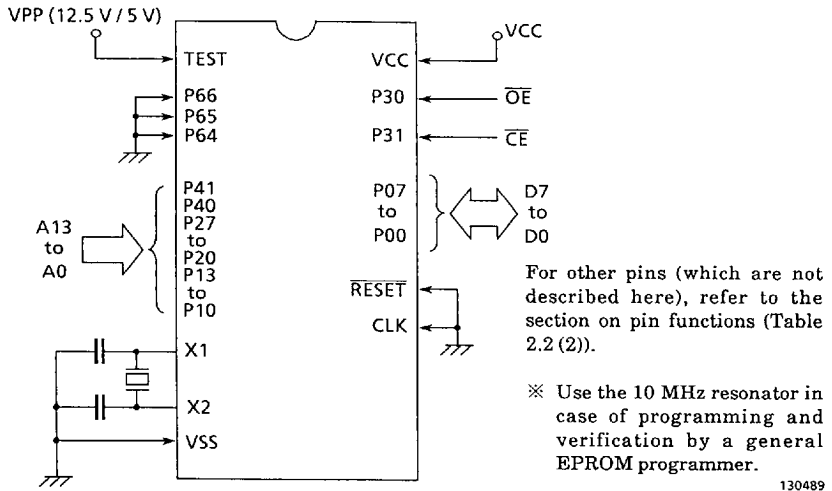 VPP (12.5 V / 5 V)
VCC
TEST
VCC
P66
P30
OE
P65
P64
P31
CE
P41
P40
P27
to
P20
P13
to
P10
A13
to
A0
P07
to
P00
D7
to
D0
RESET
CLK
X1
X2
VSS
For other pins (which are not
described here), refer to the
section on pin functions (Table
2.2 (2)).
※ Use the 10 MHz resonator in
case of programming and
verification by a general
EPROM programmer.
130489